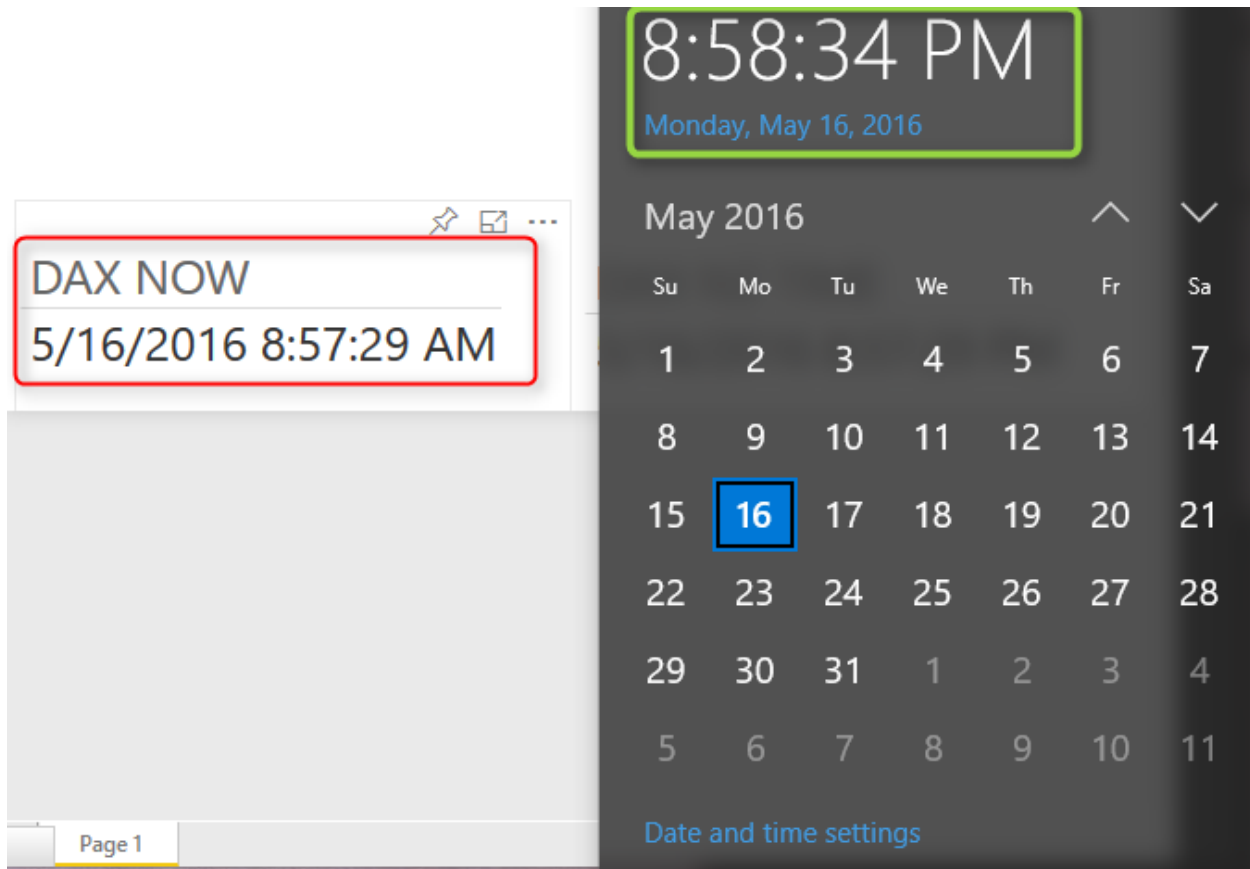 DAX NOW
5/16/2016 8:57:29 AM
Page 1
8:58:34 PM
Monday, May 16, 2016
May 2016
Su Mo Tu We Th Fr Sa
1 2 3 4 5 6 7
8 9 10 11 12 13 14
15 16 17 18 19 20 21
22 23 24 25 26 27 28
29 30 31 1 2 3 4
5 6 7 8 9 10 11
Date and time settings